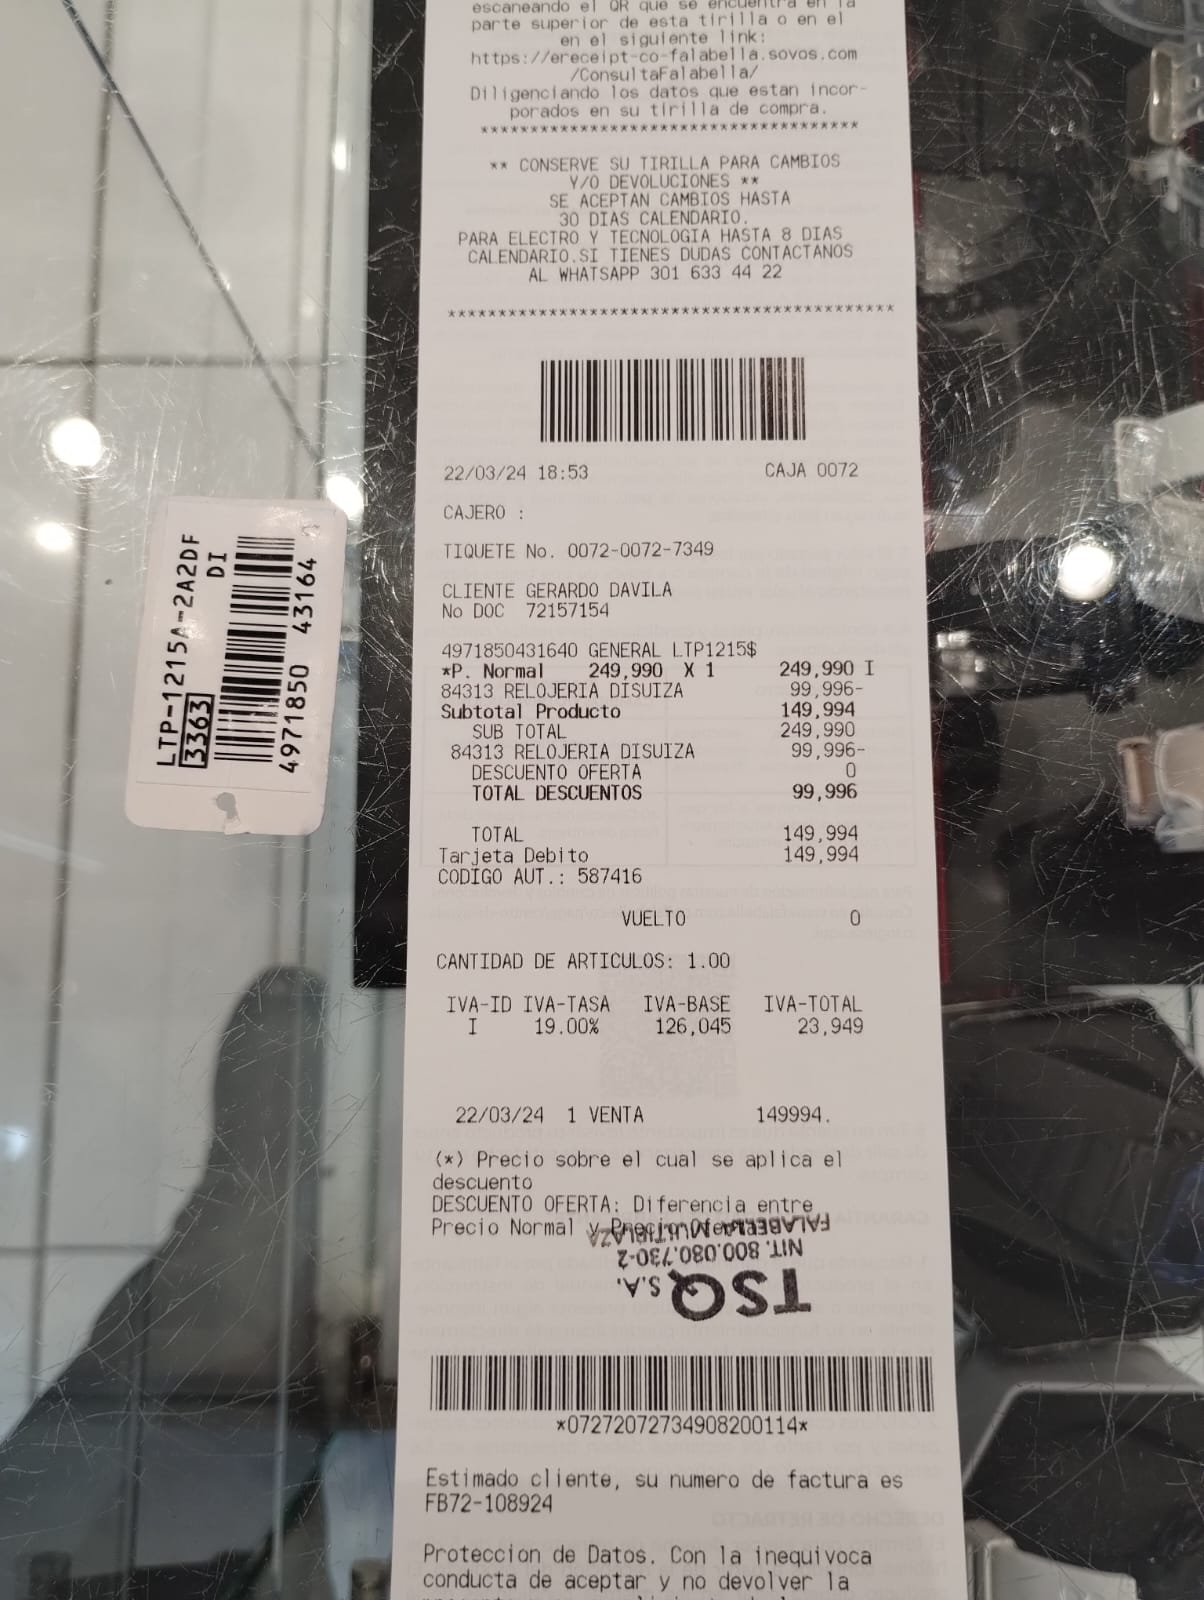 escaneando el QR que se encuentra en la
parte superior de esta tirilla o en el
en el siguiente link:
https://ereceipt-co-falabella.sovos.com
/ConsultaFalabella/
Diligenciando los datos que estan incor-
porados en su tirilla de compra.
**************************************
** CONSERVE SU TIRILLA PARA CAMBIOS
Y/O DEVOLUCIONES **
SE ACEPTAN CAMBIOS HASTA
30 DIAS CALENDARIO.
PARA ELECTRO Y TECNOLOGIA HASTA 8 DIAS
CALENDARIO.SI TIENES DUDAS CONTACTANOS
AL WHATSAPP 301 633 44 22
********************************************
22/03/24 18:53 CAJA 0072
CAJERO :
TIQUETE No. 0072-0072-7349
CLIENTE GERARDO DAVILA
No DOC 72157154
4971850431640 GENERAL LTP1215$
*P. Normal 249,990 X 1 249,990 I
84313 RELOJERIA DISUIZA 99,996-
Subtotal Producto 149,994
SUB TOTAL 249,990
84313 RELOJERIA DISUIZA 99,996-
DESCUENTO OFERTA 0
TOTAL DESCUENTOS 99,996
TOTAL 149,994
Tarjeta Debito 149,994
CODIGO AUT.: 587416
VUELTO 0
CANTIDAD DE ARTICULOS: 1.00
IVA-ID IVA-TASA IVA-BASE IVA-TOTAL
I 19.00% 126,045 23,949
22/03/24 1 VENTA 149994.
(*) Precio sobre el cual se aplica el
descuento
DESCUENTO OFERTA: Diferencia entre
Precio Normal y Precio Oferta
TSQ S.A.
NIT. 800.080.730-2
FALABELLA MULTIPLAZA
*07272072734908200114*
Estimado cliente, su numero de factura es
FB72-108924
Proteccion de Datos. Con la inequivoca
conducta de aceptar y no devolver la
LTP-1215A-2A2DF
DI
3363
4971850 43164